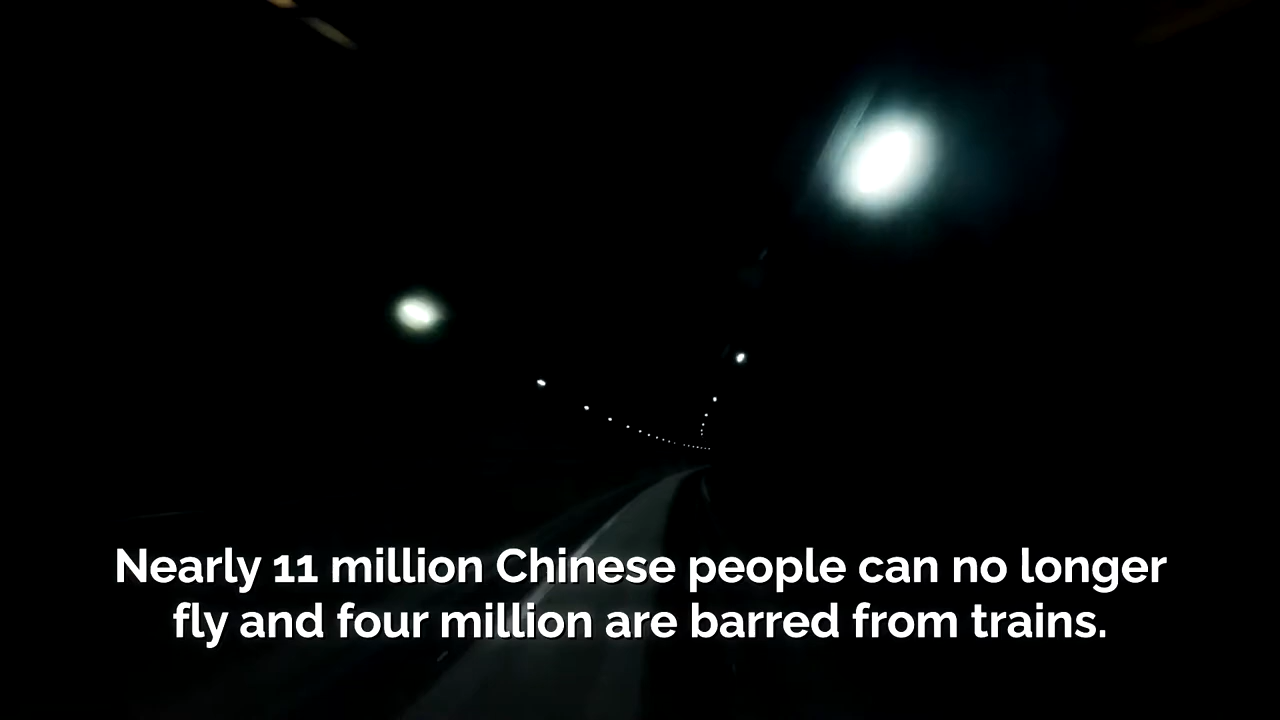 Nearly 11 million Chinese people can no longer
fly and four million are barred from trains.